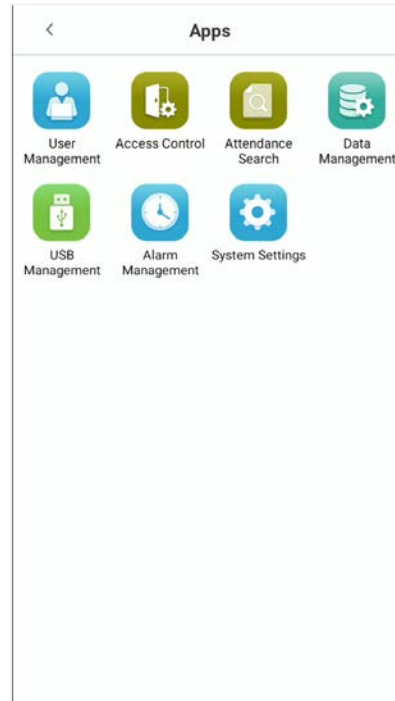 Apps
User
Management
Access Control
Attendance
Search
Data
Management
USB
Management
Alarm
Management
System Settings